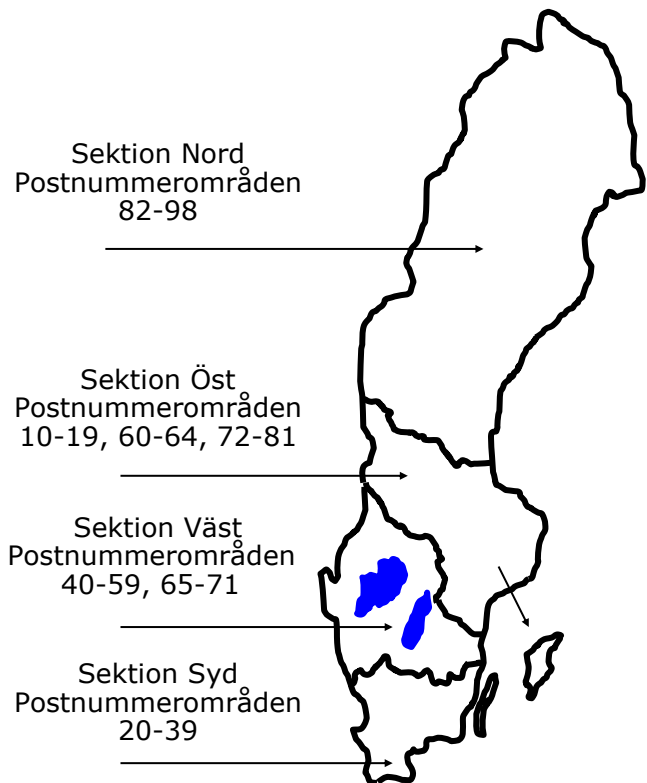 Sektion Nord
Postnummerområden
82-98
Sektion Öst
Postnummerområden
10-19, 60-64, 72-81
Sektion Väst
Postnummerområden
40-59, 65-71
Sektion Syd
Postnummerområden
20-39